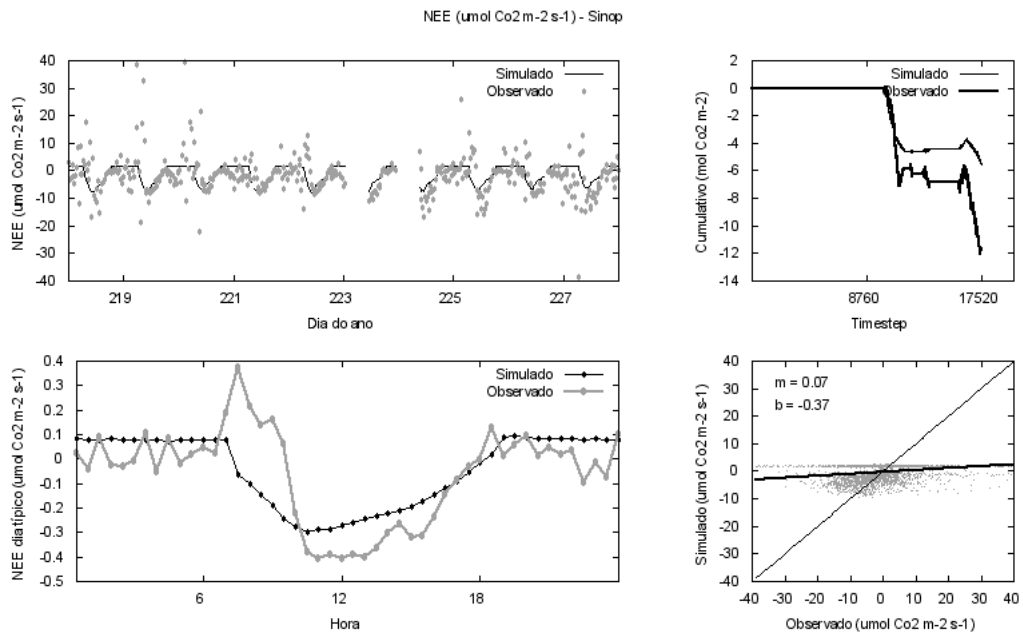 NEE (umol Co2 m-2 s-1) - Sinop
NEE (umol Co2 m-2 s-1)
40
30
20
10
0
-10
-20
-30
-40
219
221
223
225
227
Dia do ano
Simulado
Observado
Cumulativo (mol Co2 m-2)
2
0
-2
-4
-6
-8
-10
-12
-14
8760
17520
Timestep
Simulado
Observado
NEE diatípico (umol Co2 m-2 s-1)
0.4
0.3
0.2
0.1
0
-0.1
-0.2
-0.3
-0.4
-0.5
6
12
18
Hora
Simulado
Observado
Simulado (umol Co2 m-2 s-1)
40
30
20
10
0
-10
-20
-30
-40
m = 0.07
b = -0.37
-40 -30 -20 -10 0 10 20 30 40
Observado (umol Co2 m-2 s-1)